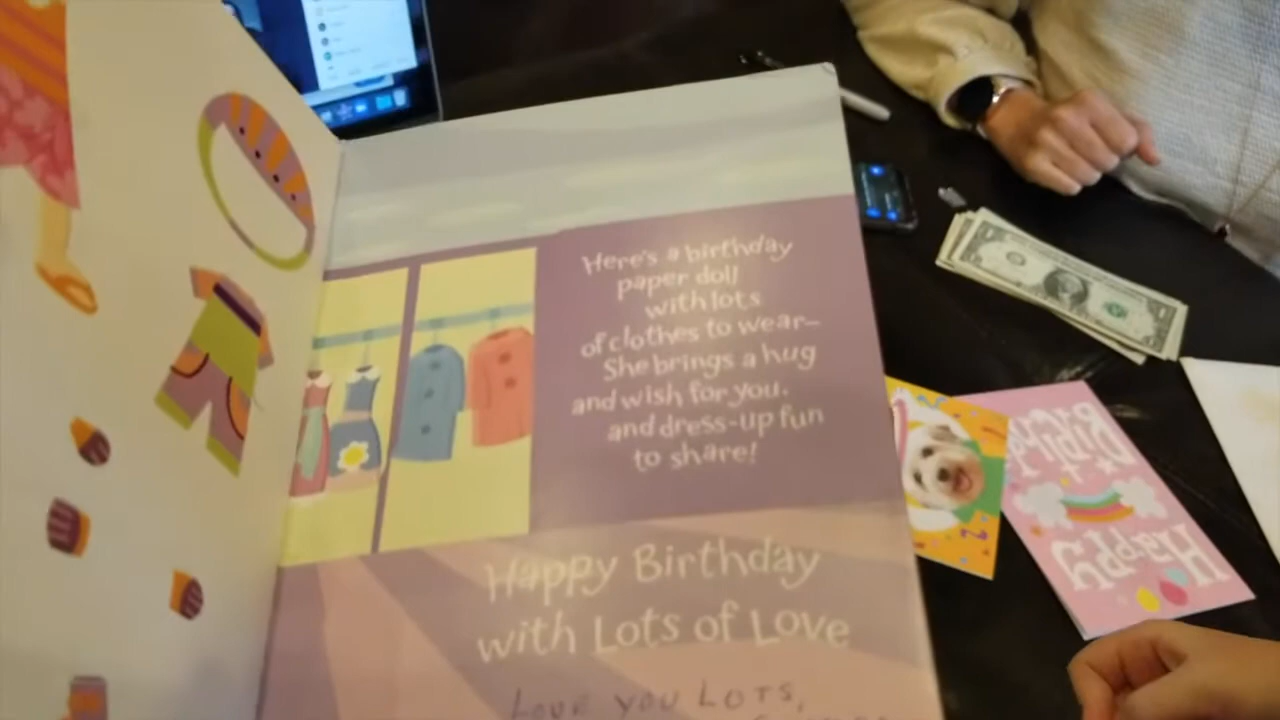 Here's a birthday
paper doll
with lots
of clothes to wear—
She brings a hug
and wish for you,
and dress-up fun
to share!
Happy Birthday
with Lots of Love
LOVE YOU LOTS,
Happy
Birthd